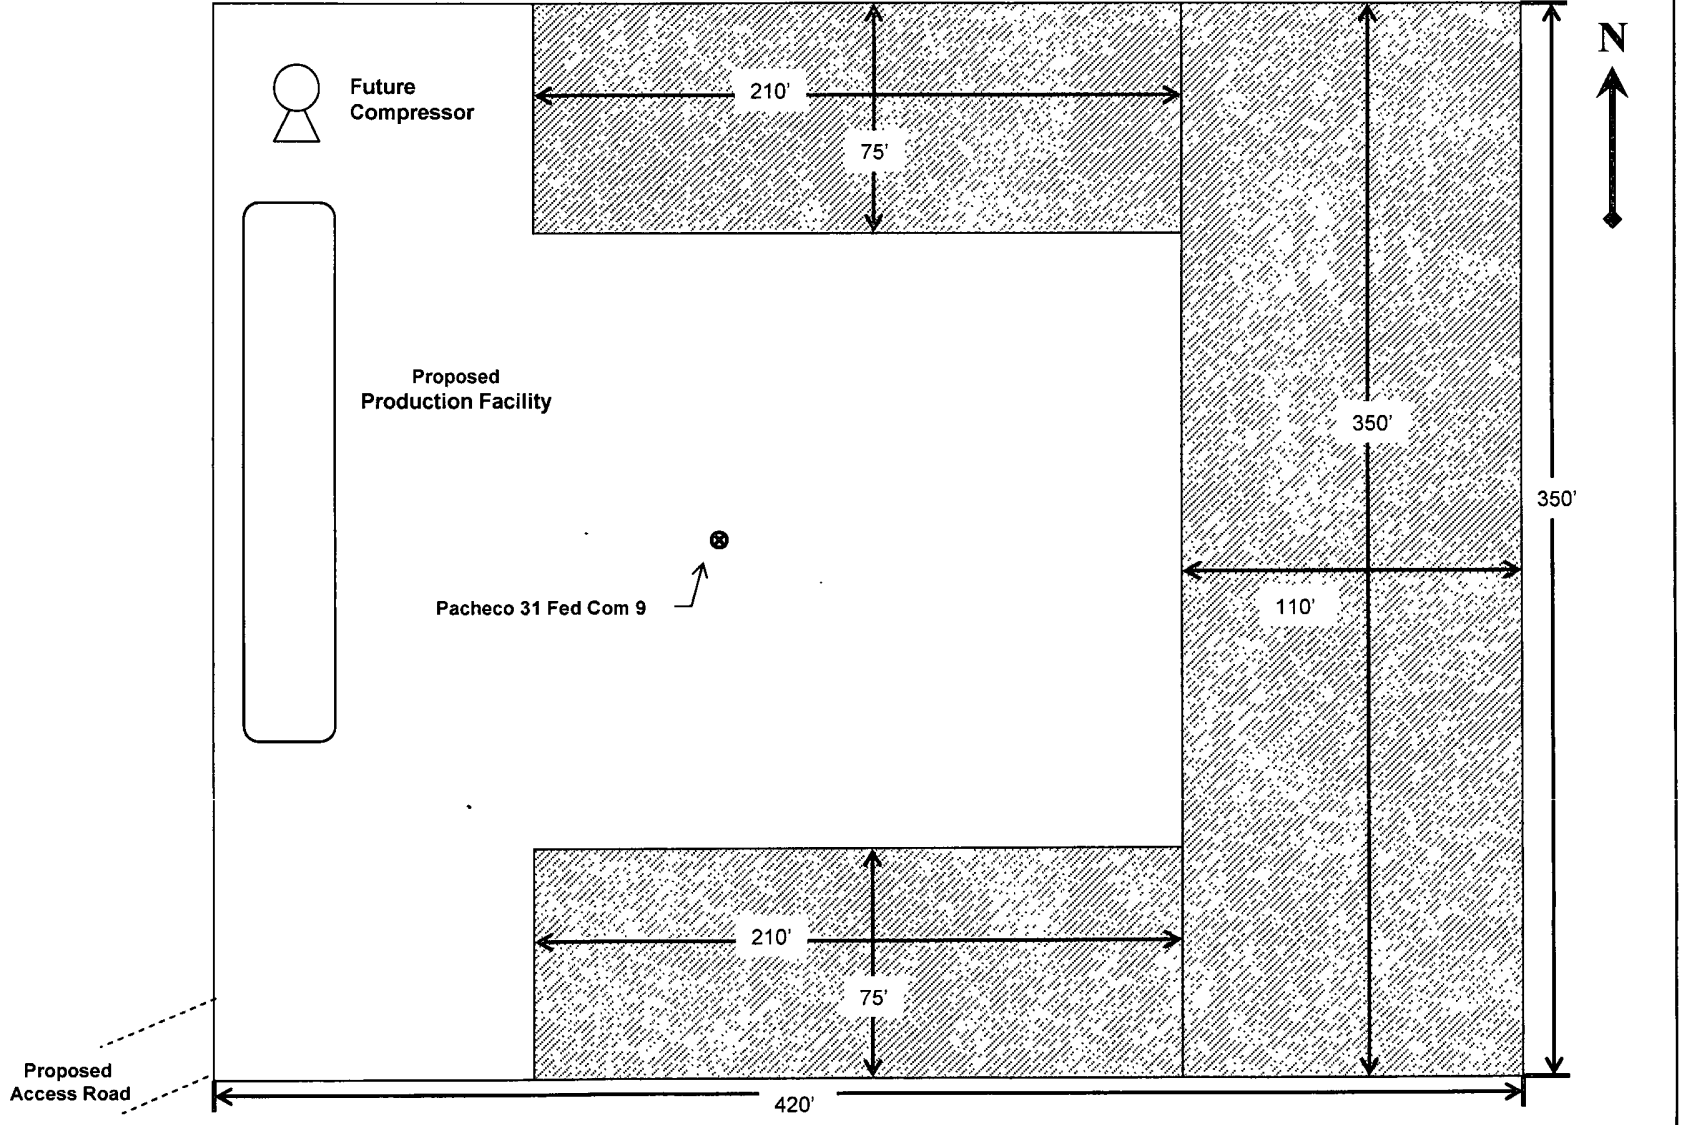 N
Future
Compressor
210'
75'
Proposed
Production Facility
350'
350'
Pacheco 31 Fed Com 9
110'
210'
75'
Proposed
Access Road
420'